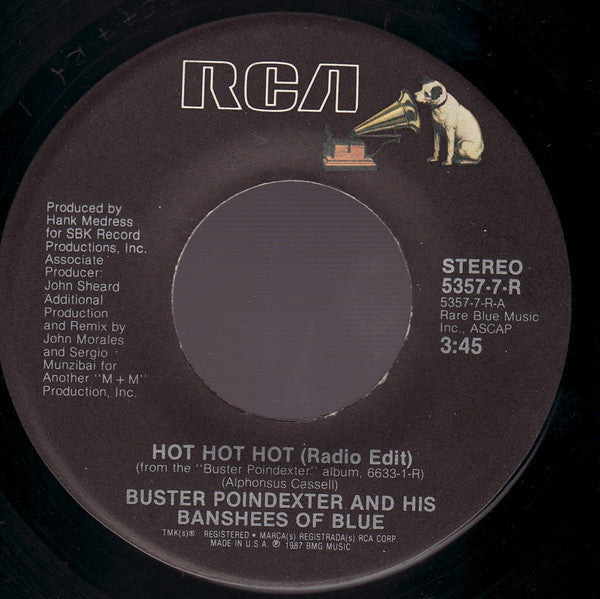 RCA
Produced by
Hank Medress
for SBK Record
Productions, Inc.
Associate
Producer:
John Sheard
Additional
Production
and Remix by
John Morales
and Sergio
Munzibai for
Another "M + M"
Production, Inc.
STEREO
5357-7-R
5357-7-R-A
Rare Blue Music
Inc., ASCAP
3:45
HOT HOT HOT (Radio Edit)
(from the "Buster Poindexter" album, 6633-1-R)
(Alphonsus Cassell)
BUSTER POINDEXTER AND HIS
BANSHEES OF BLUE
TMK(s)® REGISTERED • MARCA(s) REGISTRADA(s) RCA CORP
MADE IN U.S.A. ℗ 1987 BMG MUSIC